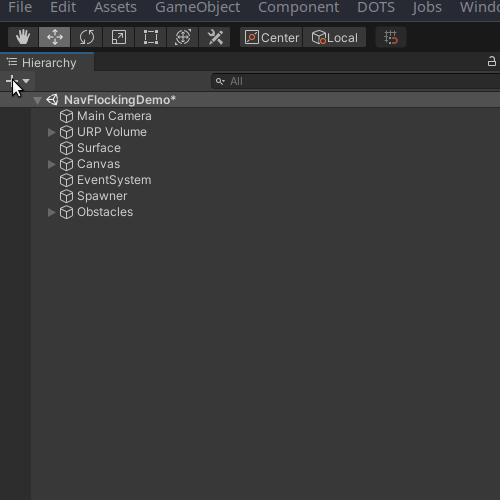 File Edit Assets GameObject Component DOTS Jobs
Center Local
Hierarchy
All
NavFlockingDemo*
Main Camera
URP Volume
Surface
Canvas
EventSystem
Spawner
Obstacles